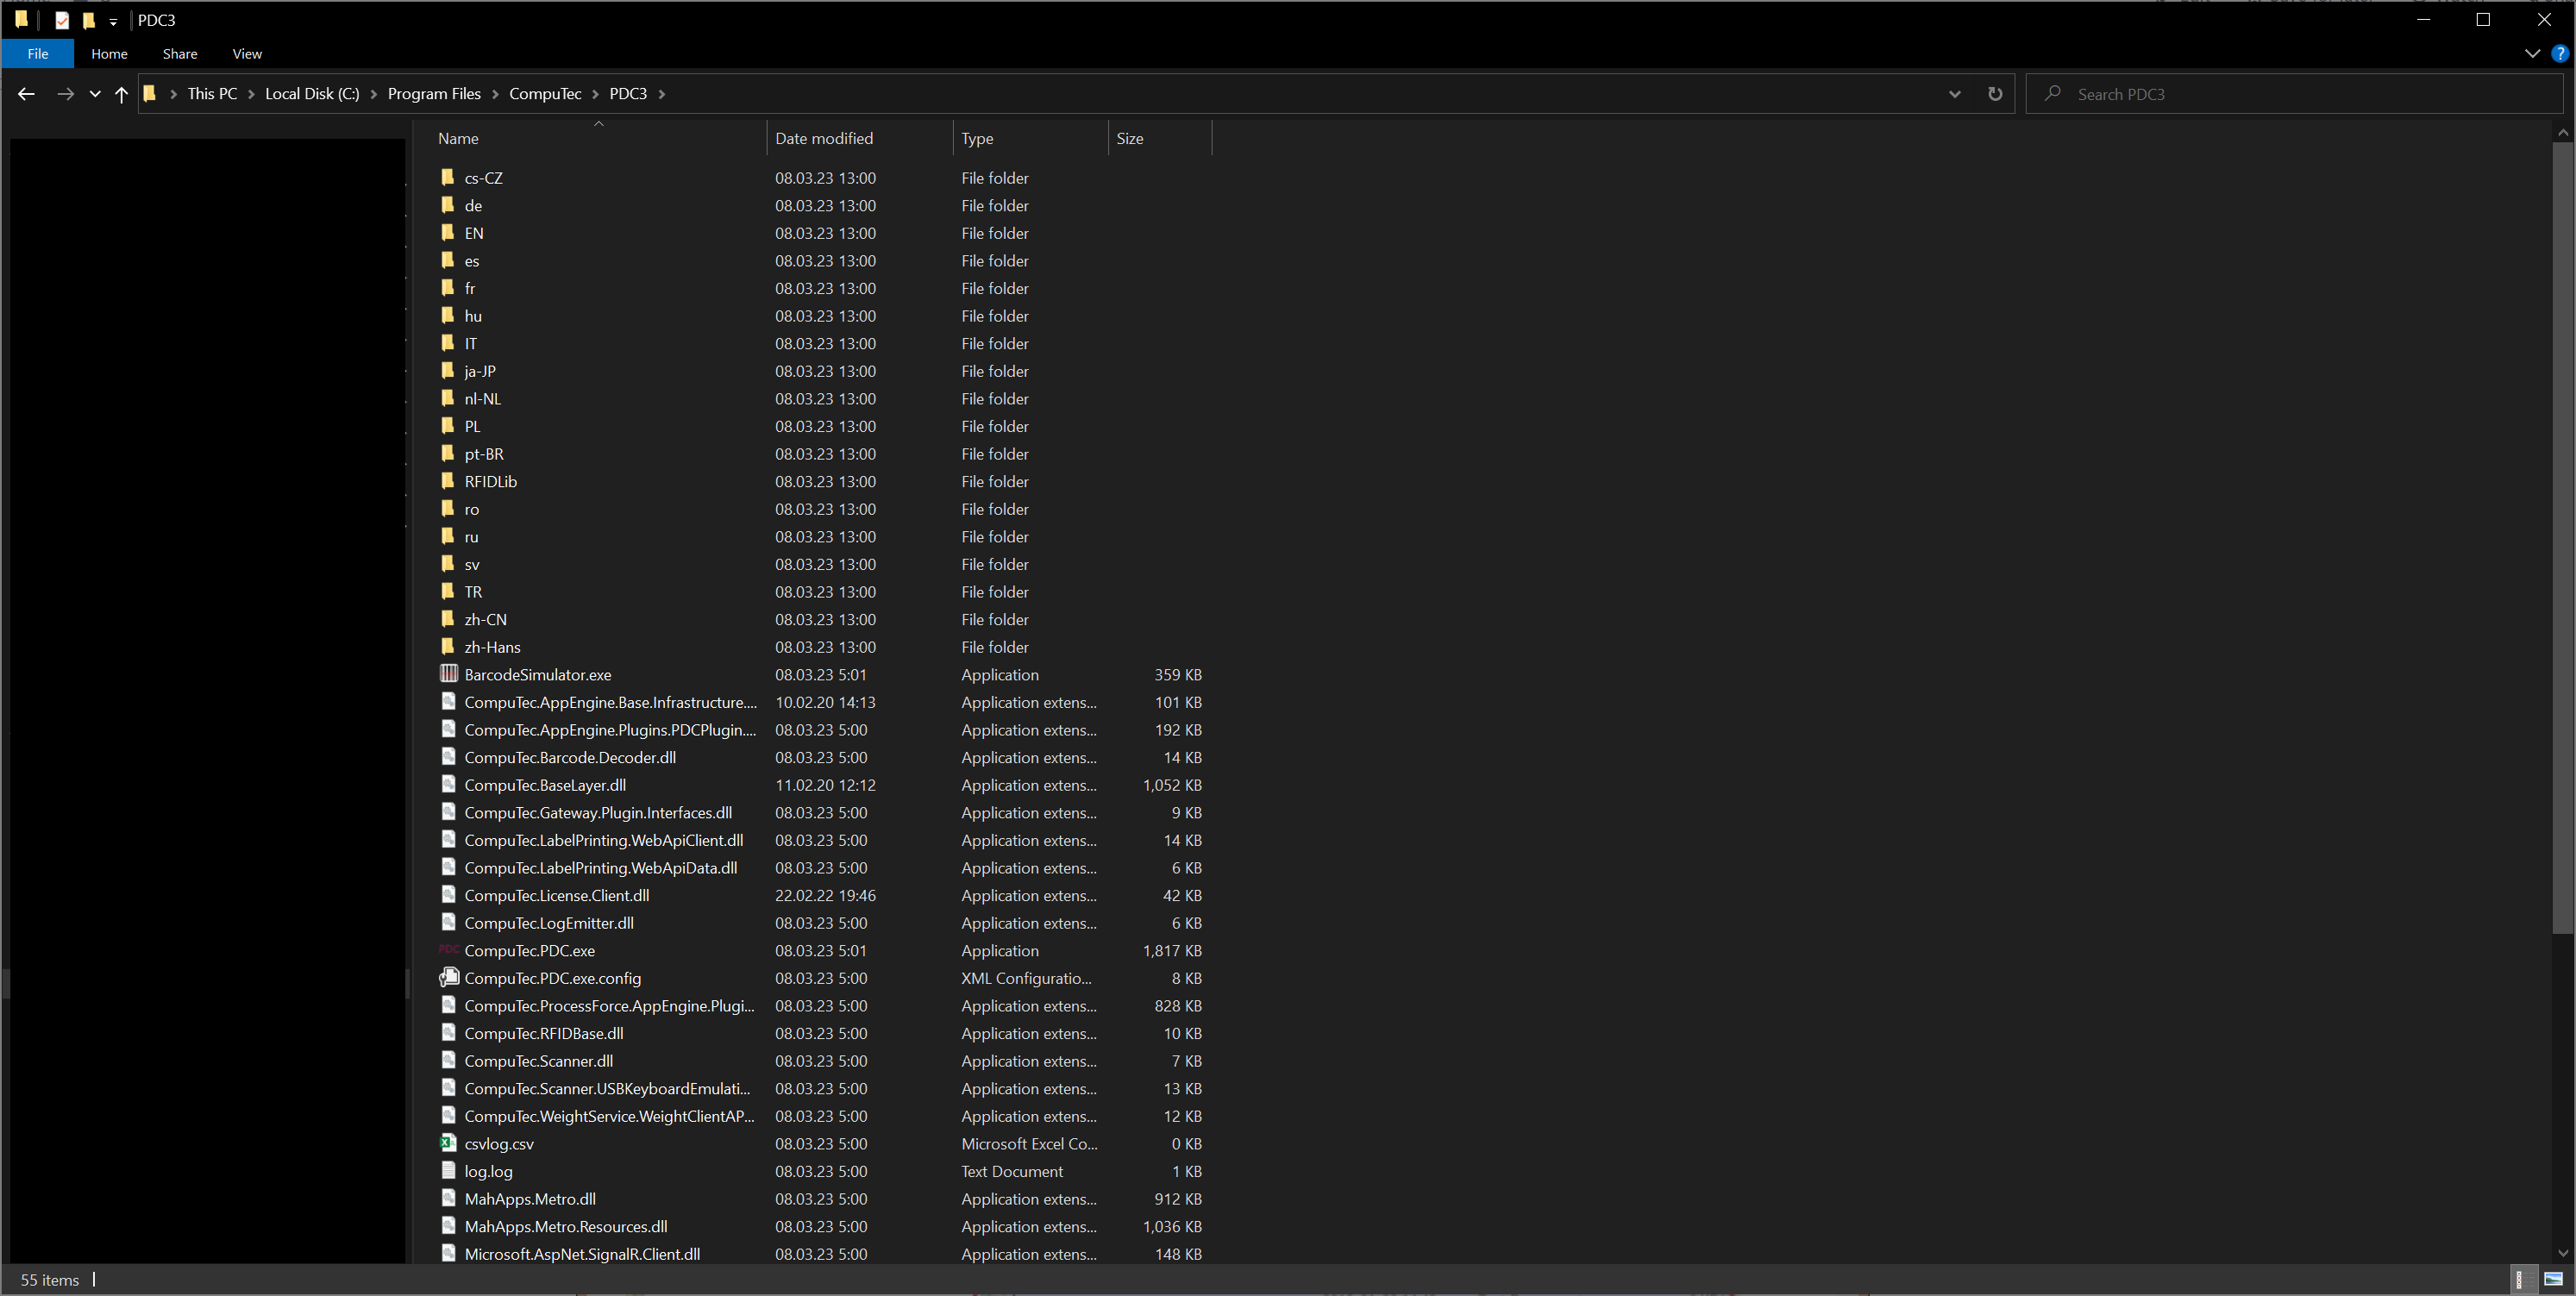 PDC3
File Home Share View
This PC Local Disk (C:) Program Files CompuTec PDC3 Search PDC3
Name Date modified Type Size
cs-CZ 08.03.23 13:00 File folder
de 08.03.23 13:00 File folder
EN 08.03.23 13:00 File folder
es 08.03.23 13:00 File folder
fr 08.03.23 13:00 File folder
hu 08.03.23 13:00 File folder
IT 08.03.23 13:00 File folder
ja-JP 08.03.23 13:00 File folder
nl-NL 08.03.23 13:00 File folder
PL 08.03.23 13:00 File folder
pt-BR 08.03.23 13:00 File folder
RFIDLib 08.03.23 13:00 File folder
ro 08.03.23 13:00 File folder
ru 08.03.23 13:00 File folder
sv 08.03.23 13:00 File folder
TR 08.03.23 13:00 File folder
zh-CN 08.03.23 13:00 File folder
zh-Hans 08.03.23 13:00 File folder
BarcodeSimulator.exe 08.03.23 5:01 Application 359 KB
CompuTec.AppEngine.Base.Infrastructure.... 10.02.20 14:13 Application extens... 101 KB
CompuTec.AppEngine.Plugins.PDCPlugin.... 08.03.23 5:00 Application extens... 192 KB
CompuTec.Barcode.Decoder.dll 08.03.23 5:00 Application extens... 14 KB
CompuTec.BaseLayer.dll 11.02.20 12:12 Application extens... 1,052 KB
CompuTec.Gateway.Plugin.Interfaces.dll 08.03.23 5:00 Application extens... 9 KB
CompuTec.LabelPrinting.WebApiClient.dll 08.03.23 5:00 Application extens... 14 KB
CompuTec.LabelPrinting.WebApiData.dll 08.03.23 5:00 Application extens... 6 KB
CompuTec.License.Client.dll 22.02.22 19:46 Application extens... 42 KB
CompuTec.LogEmitter.dll 08.03.23 5:00 Application extens... 6 KB
PDC CompuTec.PDC.exe 08.03.23 5:01 Application 1,817 KB
CompuTec.PDC.exe.config 08.03.23 5:00 XML Configuratio... 8 KB
CompuTec.ProcessForce.AppEngine.Plugi... 08.03.23 5:00 Application extens... 828 KB
CompuTec.RFIDBase.dll 08.03.23 5:00 Application extens... 10 KB
CompuTec.Scanner.dll 08.03.23 5:00 Application extens... 7 KB
CompuTec.Scanner.USBKeyboardEmulati... 08.03.23 5:00 Application extens... 13 KB
CompuTec.WeightService.WeightClientAP... 08.03.23 5:00 Application extens... 12 KB
csvlog.csv 08.03.23 5:00 Microsoft Excel Co... 0 KB
log.log 08.03.23 5:00 Text Document 1 KB
MahApps.Metro.dll 08.03.23 5:00 Application extens... 912 KB
MahApps.Metro.Resources.dll 08.03.23 5:00 Application extens... 1,036 KB
Microsoft.AspNet.SignalR.Client.dll 08.03.23 5:00 Application extens... 148 KB
55 items